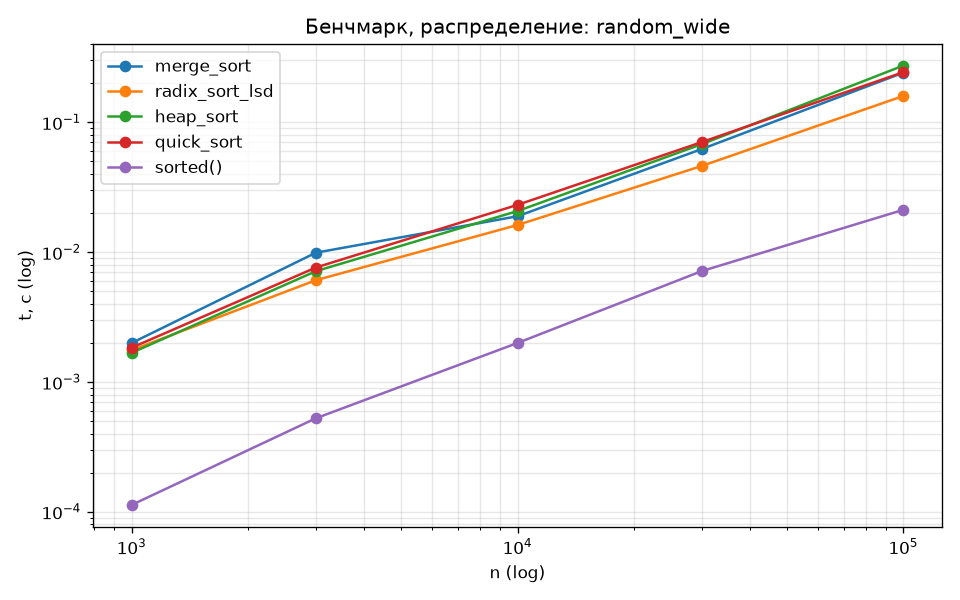 Бенчмарк, распределение: random_wide
merge_sort
radix_sort_lsd
heap_sort
quick_sort
sorted()
t, с (log)
10⁻¹
10⁻²
10⁻³
10⁻⁴
10³
10⁴
10⁵
n (log)